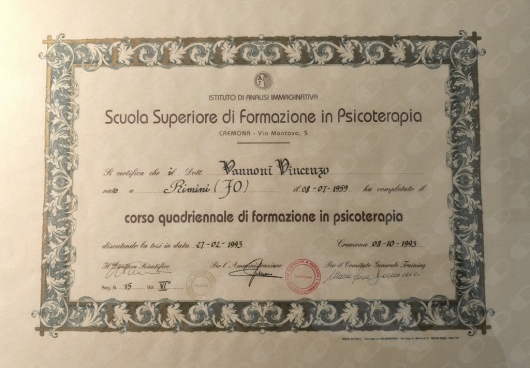 ISTITUTO DI ANALISI IMMAGINATIVA
Scuola Superiore di Formazione in Psicoterapia
CREMONA - Via Mantova, 5
Si certifica che il Dott. Vannoni Vincenzo
nato a Rimini (FO) il 08-07-1959 ha completato il
corso quadriennale di formazione in psicoterapia
discutendo la tesi in data 27-04-1993 Cremona 08-10-1993
Il Direttore Scientifico Per l'Amministrazione Per il Comitato Generale Training
Reg. N. 15 Vol. VI